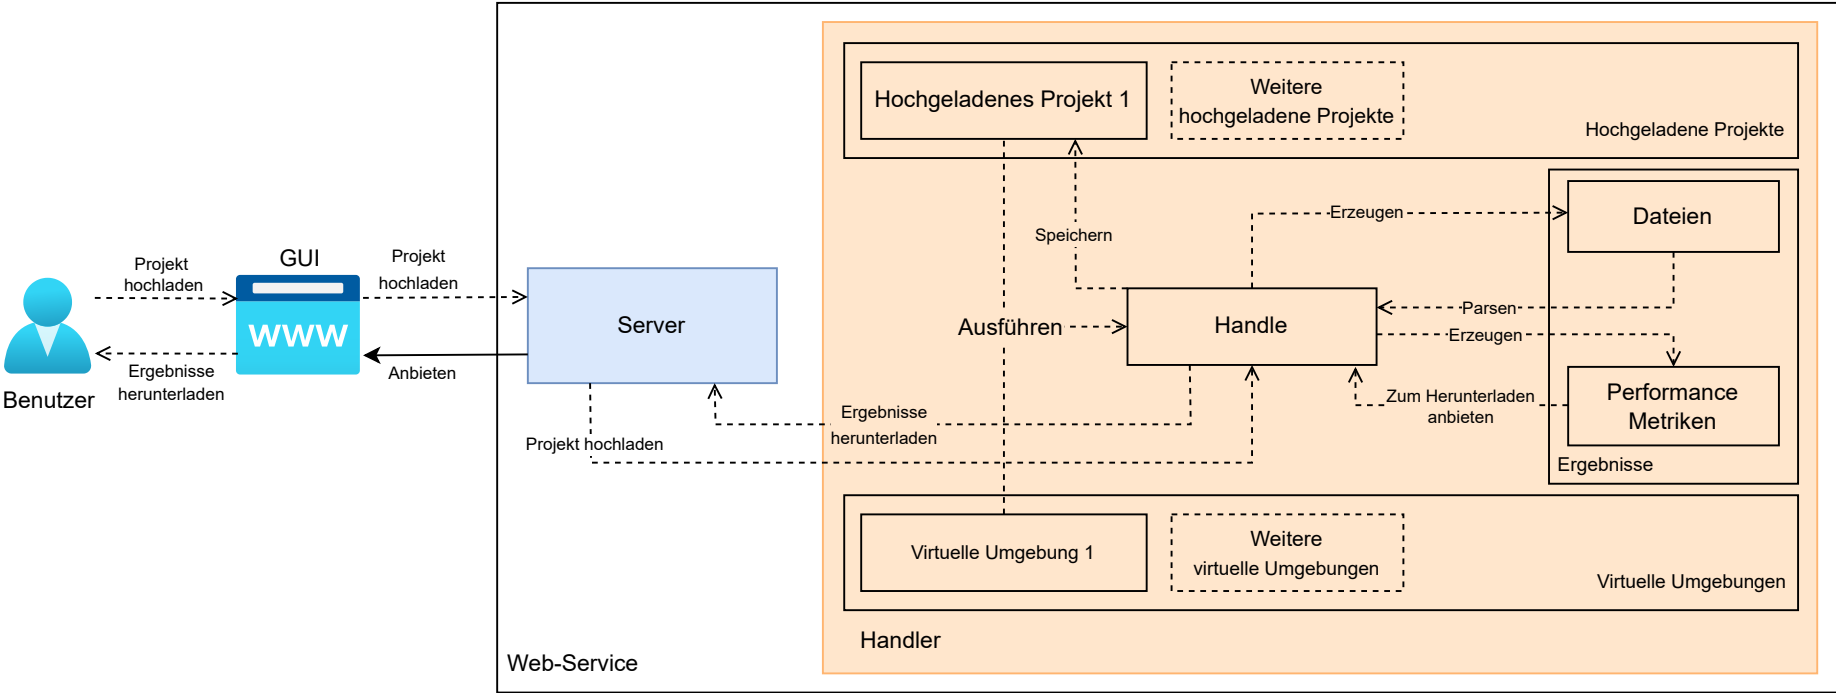 Hochgeladenes Projekt 1
Weitere
hochgeladene Projekte
Hochgeladene Projekte
Erzeugen
Dateien
Speichern
GUI
Projekt
hochladen
Projekt
hochladen
WWW
Server
Ausführen
Handle
Parsen
Erzeugen
Benutzer
Ergebnisse
herunterladen
Anbieten
Ergebnisse
herunterladen
Projekt hochladen
Zum Herunterladen
anbieten
Performance
Metriken
Ergebnisse
Virtuelle Umgebung 1
Weitere
virtuelle Umgebungen
Virtuelle Umgebungen
Handler
Web-Service